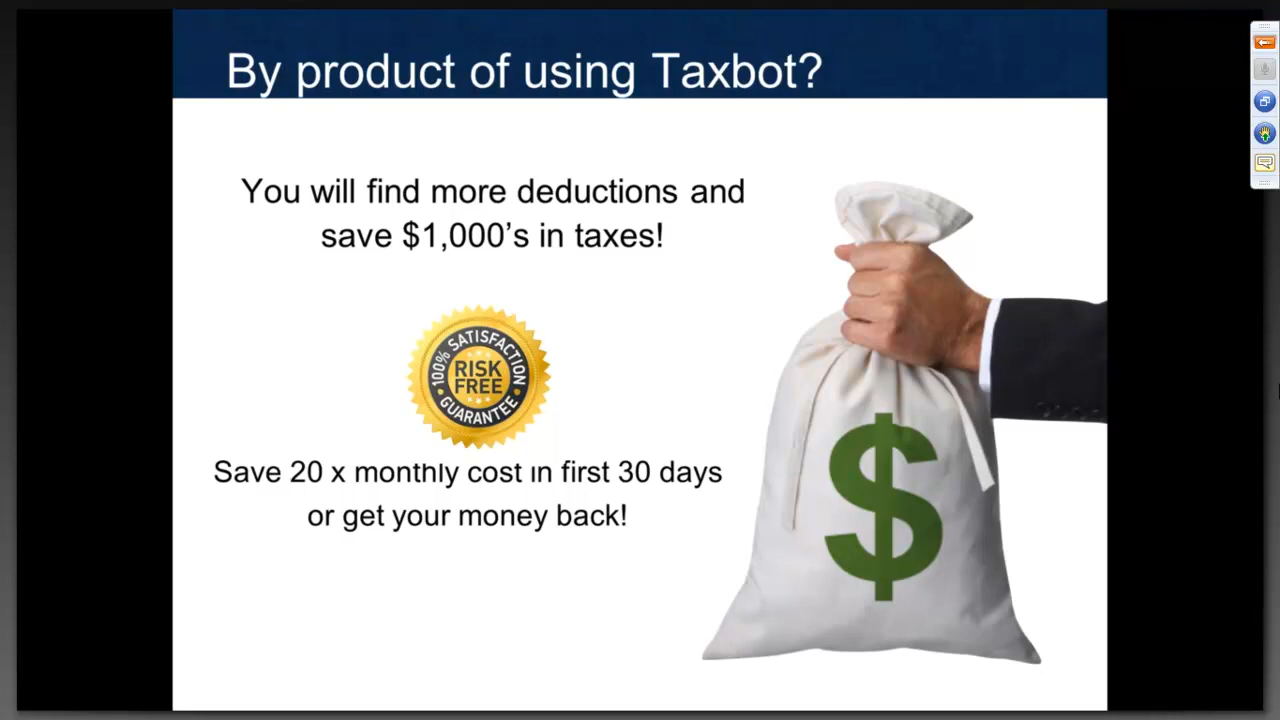 By product of using Taxbot?
You will find more deductions and
save $1,000’s in taxes!
100% SATISFACTION
RISK
FREE
GUARANTEE
Save 20 x monthly cost in first 30 days
or get your money back!
$